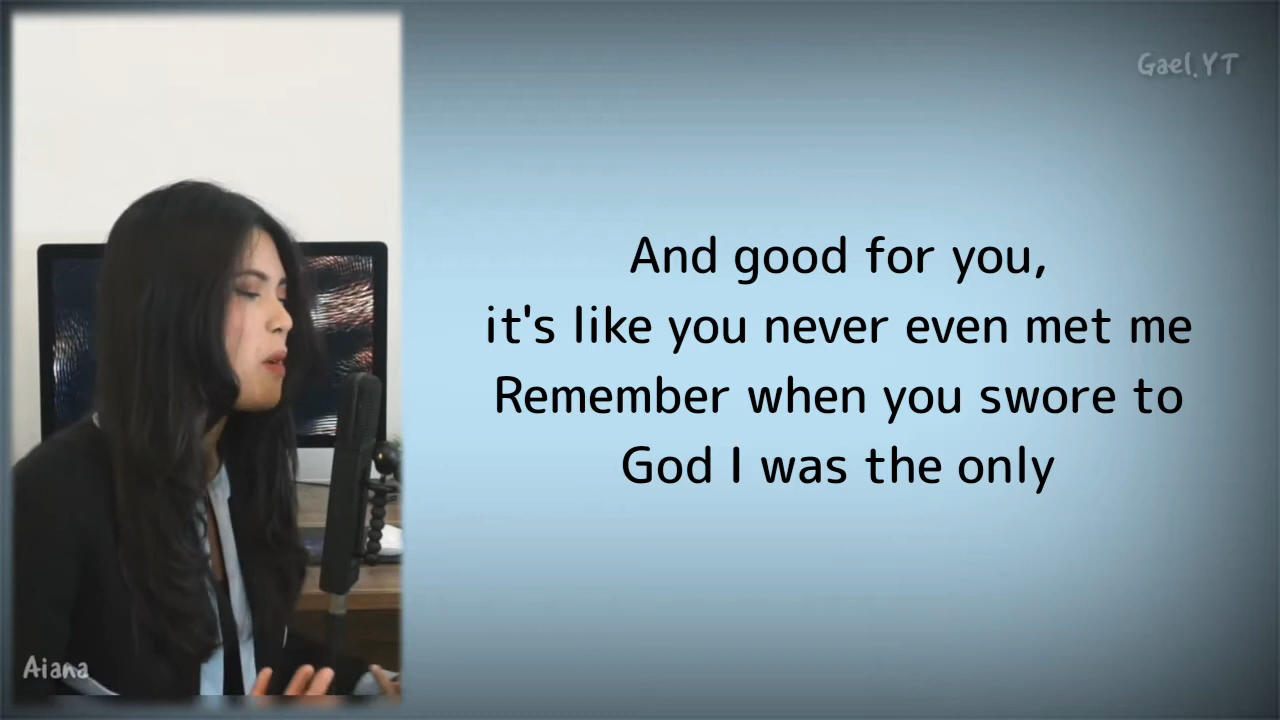 Gael.YT
And good for you,
it's like you never even met me
Remember when you swore to
God I was the only
Aiana